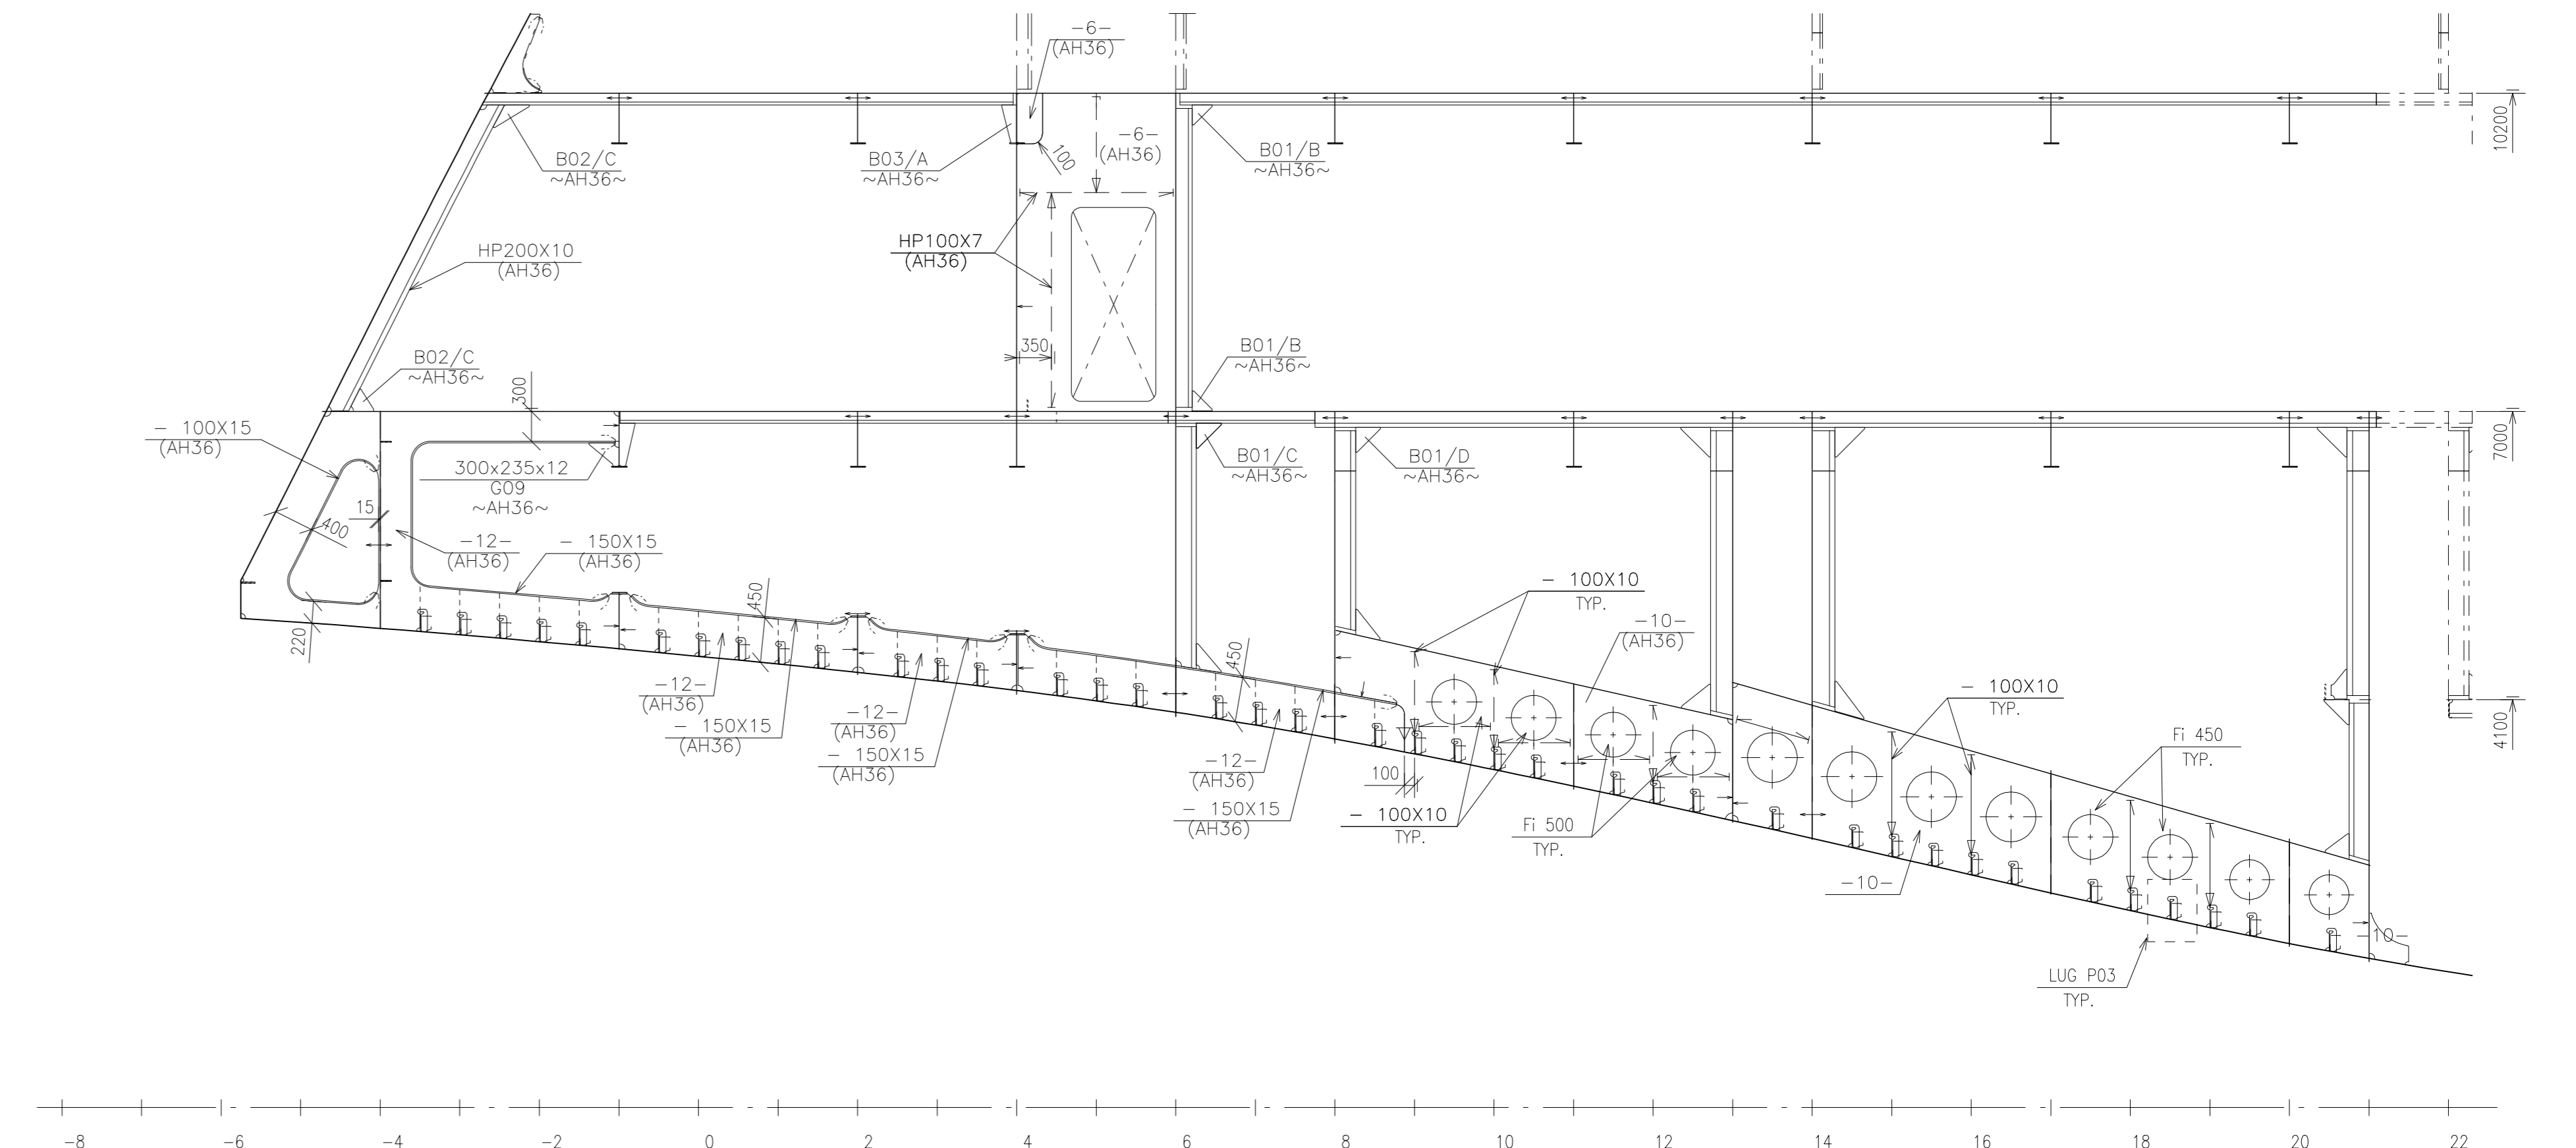 -6-
(AH36)
10200
B02/C
~AH36~
B03/A
~AH36~
100
-6-
(AH36)
B01/B
~AH36~
HP200X10
(AH36)
HP100X7
(AH36)
350
B02/C
~AH36~
300
B01/B
~AH36~
7000
- 100X15
(AH36)
300x235x12
G09
~AH36~
B01/C
~AH36~
B01/D
~AH36~
15
400
-12-
(AH36)
- 150X15
(AH36)
450
- 100X10
TYP.
-10-
(AH36)
220
450
-12-
(AH36)
- 150X15
(AH36)
-12-
(AH36)
- 150X15
(AH36)
- 100X10
TYP.
4100
Fi 450
TYP.
-12-
(AH36)
- 150X15
(AH36)
100
- 100X10
TYP.
Fi 500
TYP.
-10-
-10-
LUG P03
TYP.
-8 -6 -4 -2 0 2 4 6 8 10 12 14 16 18 20 22